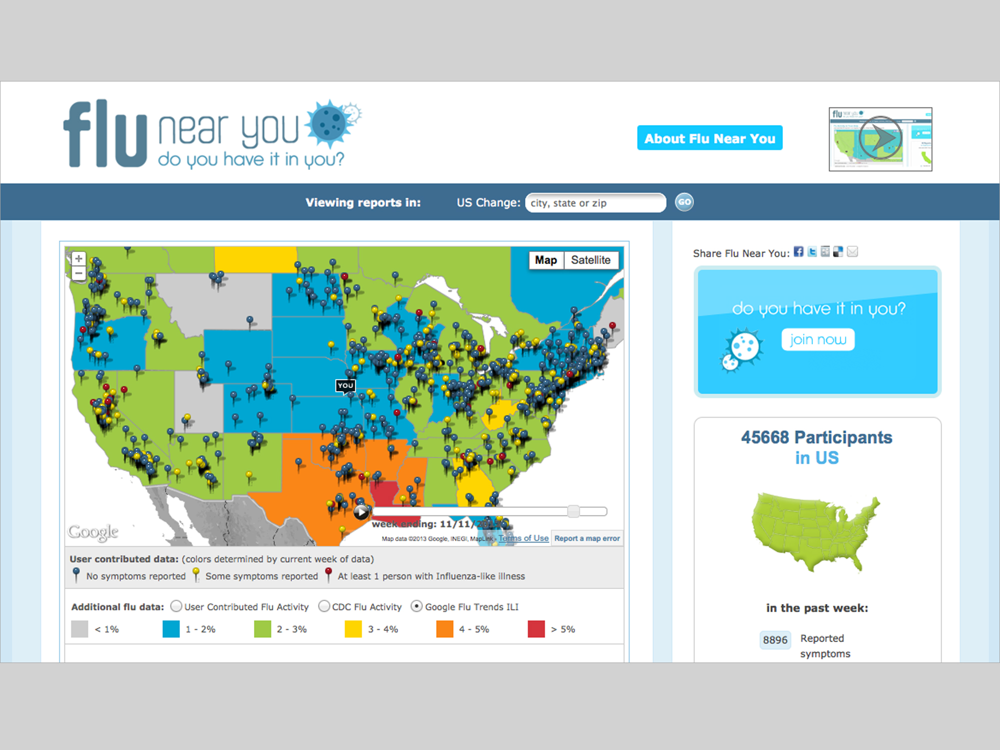 flu near you
do you have it in you?
About Flu Near You
flu near you
Viewing reports in:
US Change:
city, state or zip
GO
+
−
Map
Satellite
YOU
Google
week ending: 11/11/
Map data ©2013 Google, INEGI, MapLink - Terms of Use
Report a map error
User contributed data: (colors determined by current week of data)
No symptoms reported
Some symptoms reported
At least 1 person with Influenza-like illness
Additional flu data:
User Contributed Flu Activity
CDC Flu Activity
Google Flu Trends ILI
< 1%
1 - 2%
2 - 3%
3 - 4%
4 - 5%
> 5%
Share Flu Near You:
do you have it in you?
join now
45668 Participants
in US
in the past week:
8896
Reported
symptoms